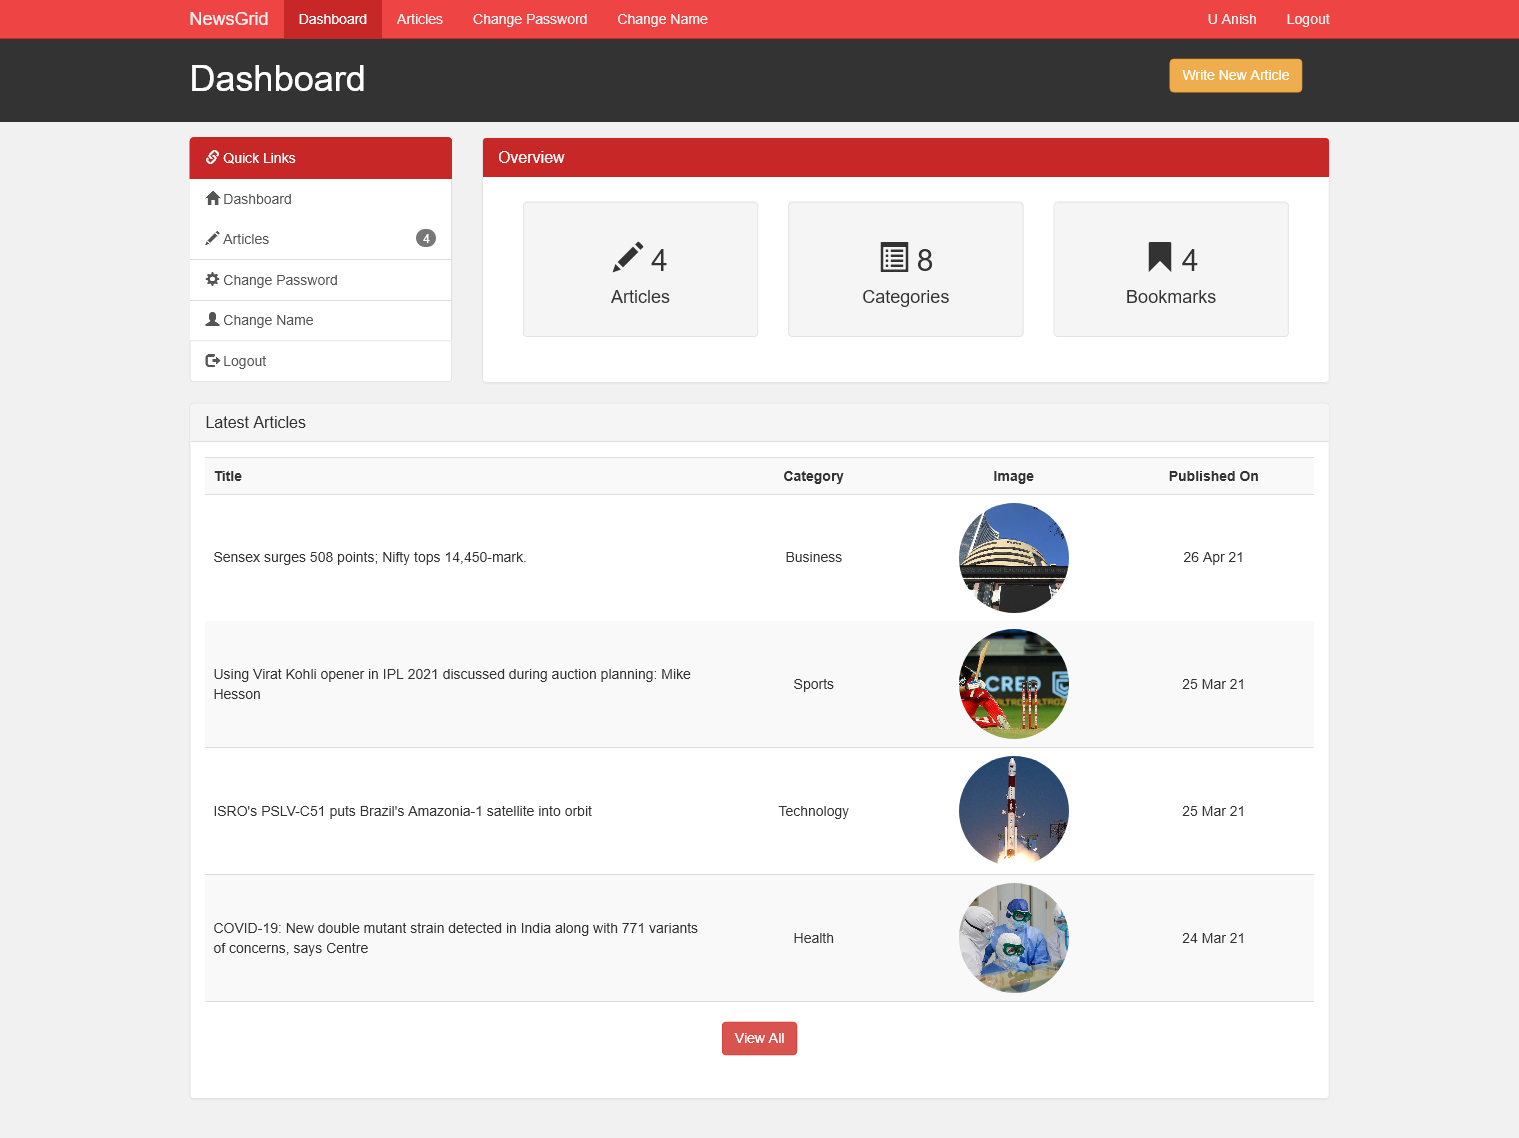 NewsGrid Dashboard Articles Change Password Change Name U Anish Logout
Dashboard
Write New Article
Quick Links
Dashboard
Articles 4
Change Password
Change Name
Logout
Overview
4 8 4
Articles Categories Bookmarks
Latest Articles
Title Category Image Published On
Sensex surges 508 points; Nifty tops 14,450-mark. Business 26 Apr 21
Using Virat Kohli opener in IPL 2021 discussed during auction planning: Mike
Hesson
Sports
CRED
25 Mar 21
ISRO's PSLV-C51 puts Brazil's Amazonia-1 satellite into orbit Technology 25 Mar 21
COVID-19: New double mutant strain detected in India along with 771 variants
of concerns, says Centre
Health 24 Mar 21
View All